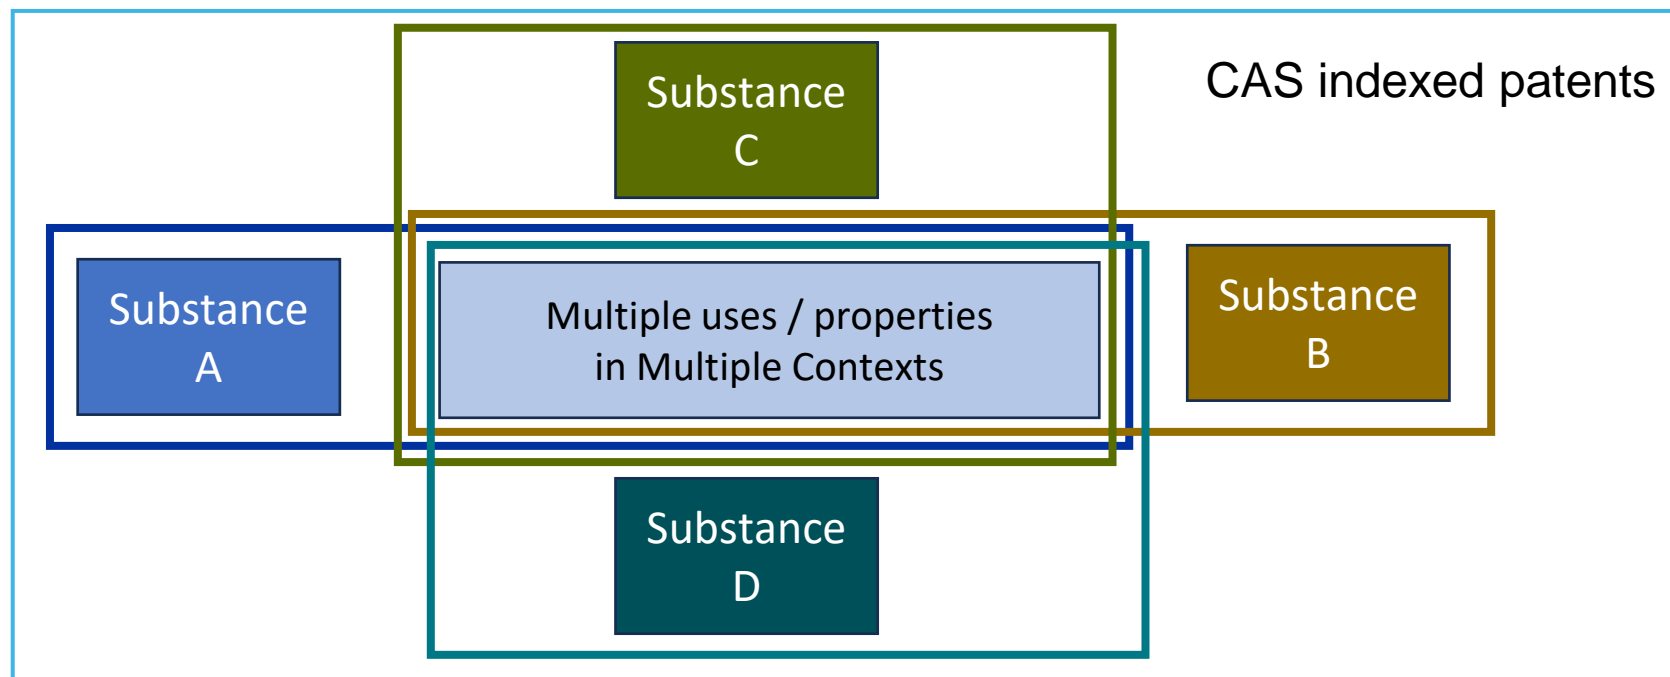 CAS indexed patents
Substance
C
Substance
A
Multiple uses / properties
in Multiple Contexts
Substance
B
Substance
D